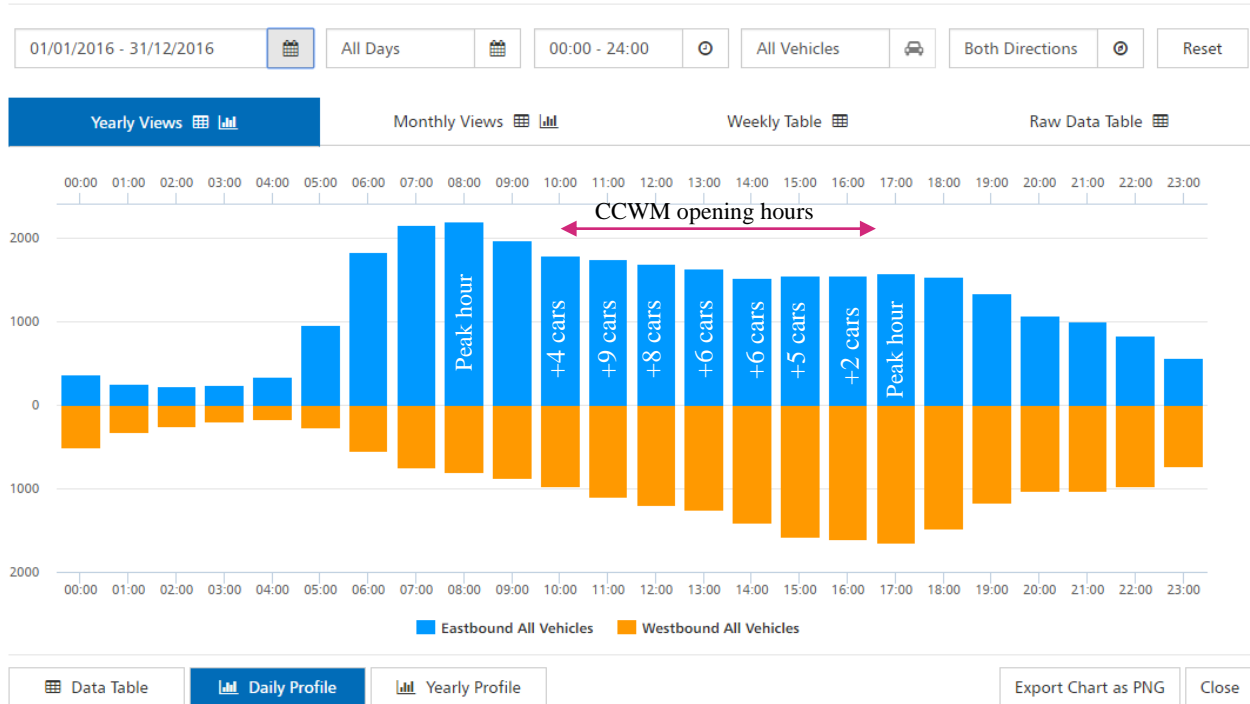 01/01/2016 - 31/12/2016 All Days 00:00 - 24:00 All Vehicles Both Directions Reset
Yearly Views Monthly Views Weekly Table Raw Data Table
00:00 01:00 02:00 03:00 04:00 05:00 06:00 07:00 08:00 09:00 10:00 11:00 12:00 13:00 14:00 15:00 16:00 17:00 18:00 19:00 20:00 21:00 22:00 23:00
CCWM opening hours
2000
1000
0
1000
2000
Peak hour
+4 cars
+9 cars
+8 cars
+6 cars
+6 cars
+5 cars
+2 cars
Peak hour
00:00 01:00 02:00 03:00 04:00 05:00 06:00 07:00 08:00 09:00 10:00 11:00 12:00 13:00 14:00 15:00 16:00 17:00 18:00 19:00 20:00 21:00 22:00 23:00
Eastbound All Vehicles Westbound All Vehicles
Data Table Daily Profile Yearly Profile Export Chart as PNG Close